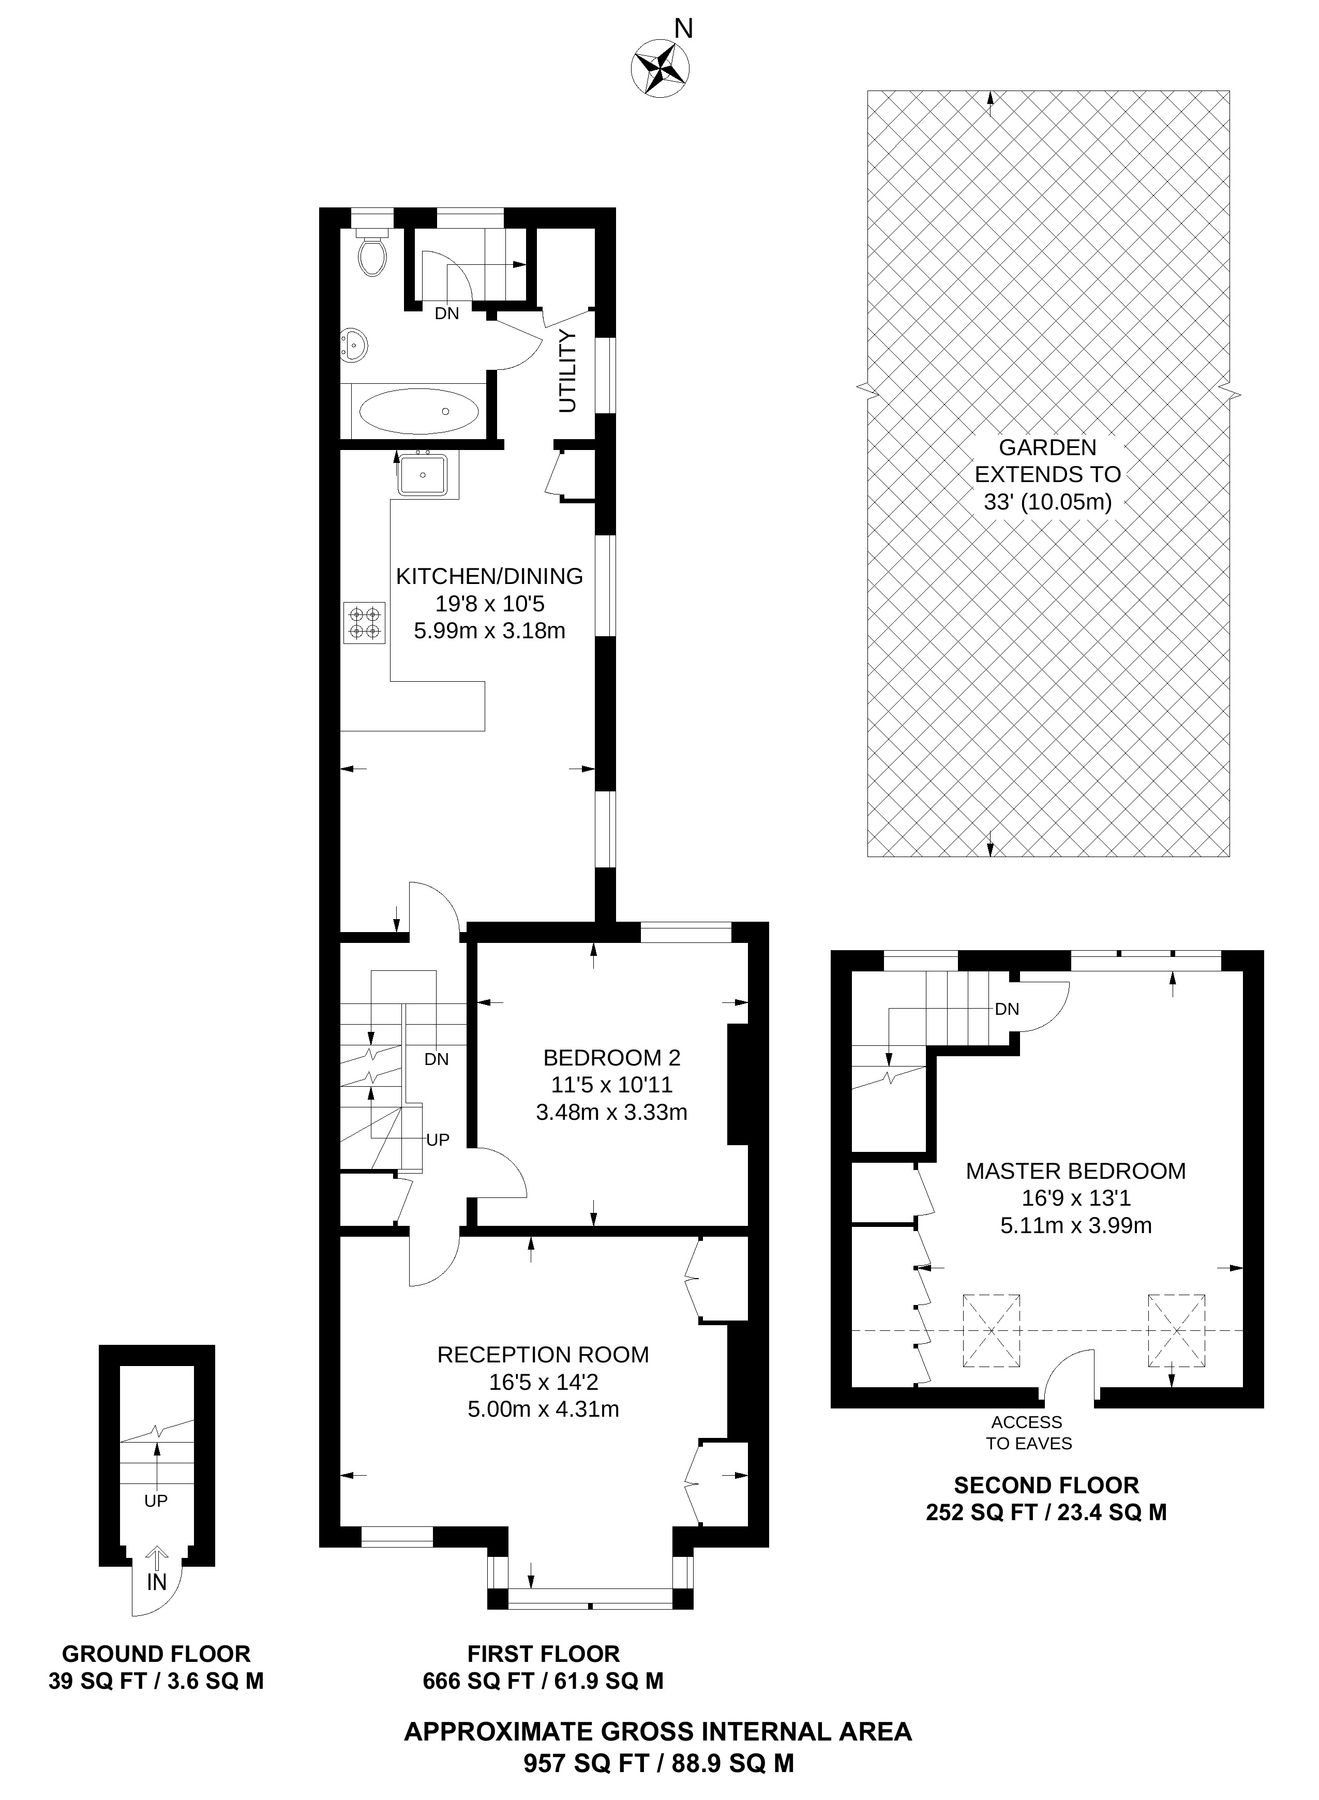 N
GARDEN
EXTENDS TO
33' (10.05m)
DN
UTILITY
KITCHEN/DINING
19'8 x 10'5
5.99m x 3.18m
DN
UP
BEDROOM 2
11'5 x 10'11
3.48m x 3.33m
RECEPTION ROOM
16'5 x 14'2
5.00m x 4.31m
DN
MASTER BEDROOM
16'9 x 13'1
5.11m x 3.99m
ACCESS
TO EAVES
SECOND FLOOR
252 SQ FT / 23.4 SQ M
UP
IN
GROUND FLOOR
39 SQ FT / 3.6 SQ M
FIRST FLOOR
666 SQ FT / 61.9 SQ M
APPROXIMATE GROSS INTERNAL AREA
957 SQ FT / 88.9 SQ M